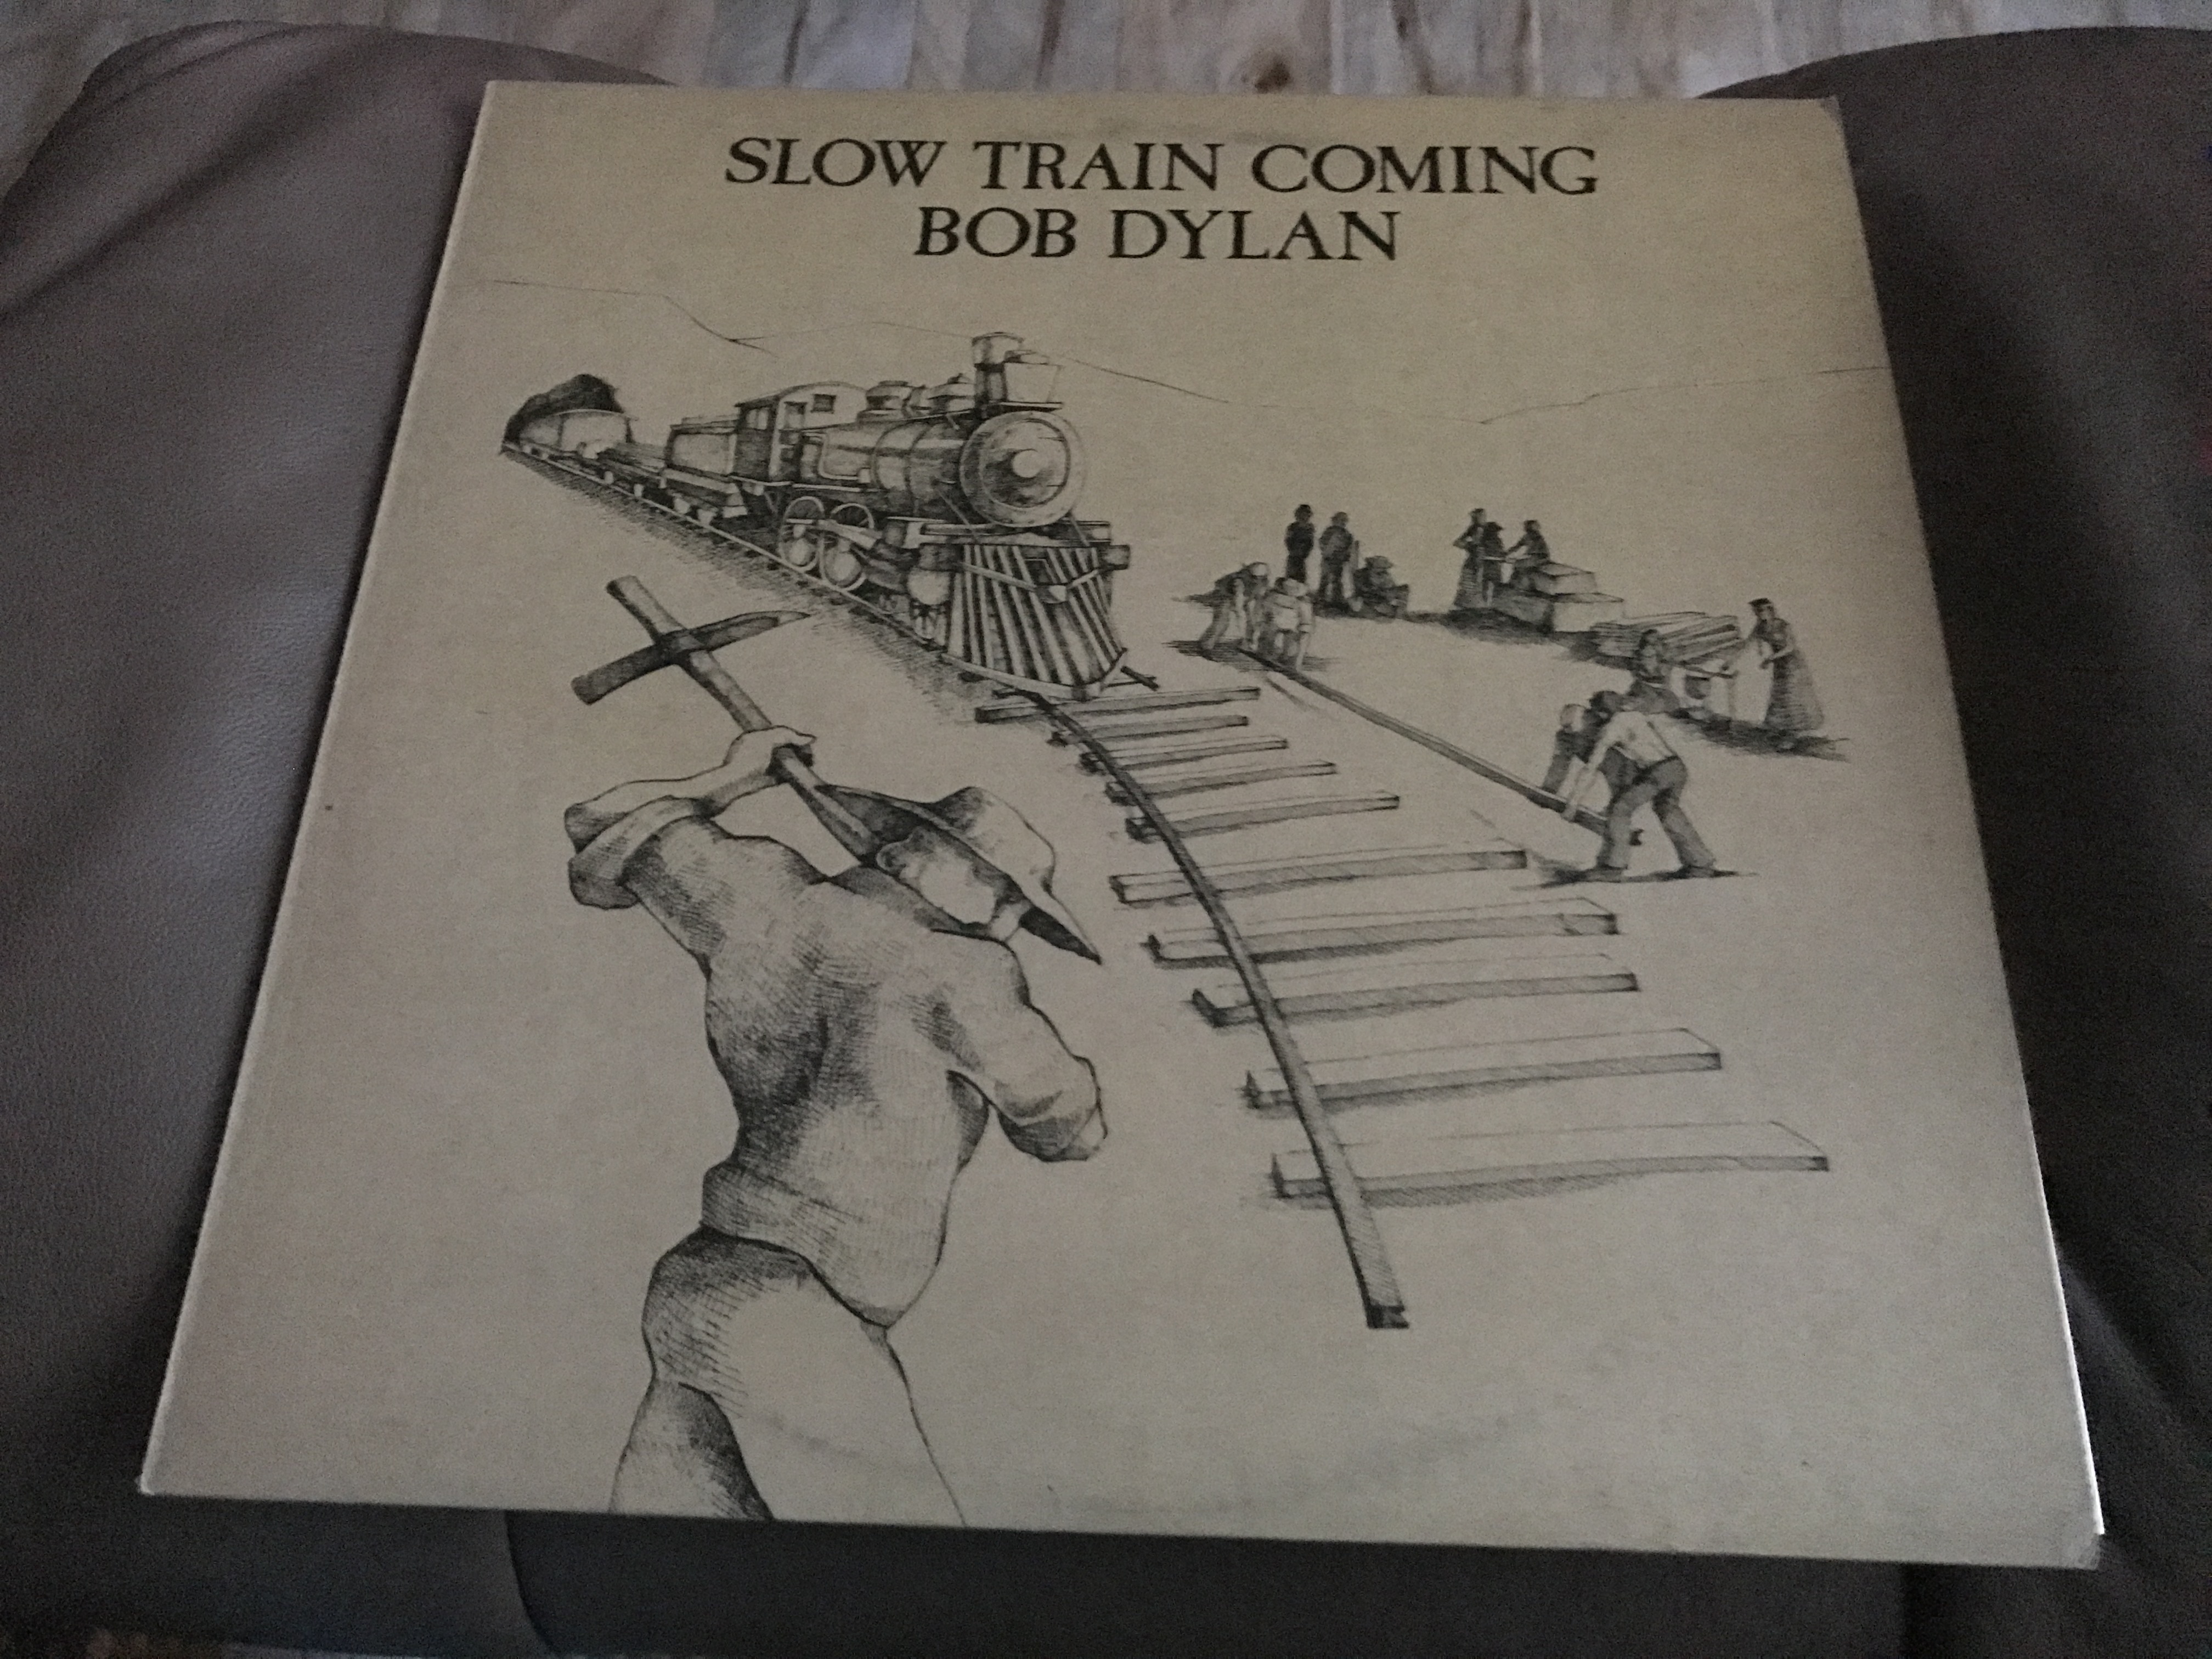 SLOW TRAIN COMING
BOB DYLAN